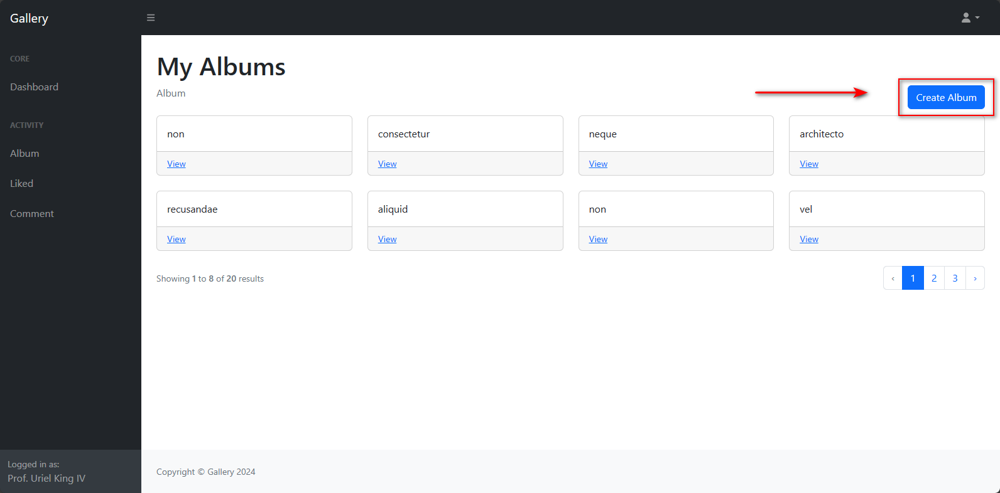 Gallery
CORE
Dashboard
ACTIVITY
Album
Liked
Comment
Logged in as:
Prof. Uriel King IV
My Albums
Album
Create Album
non
consectetur
neque
architecto
View
View
View
View
recusandae
aliquid
non
vel
View
View
View
View
Showing 1 to 8 of 20 results
‹ 1 2 3 ›
Copyright © Gallery 2024